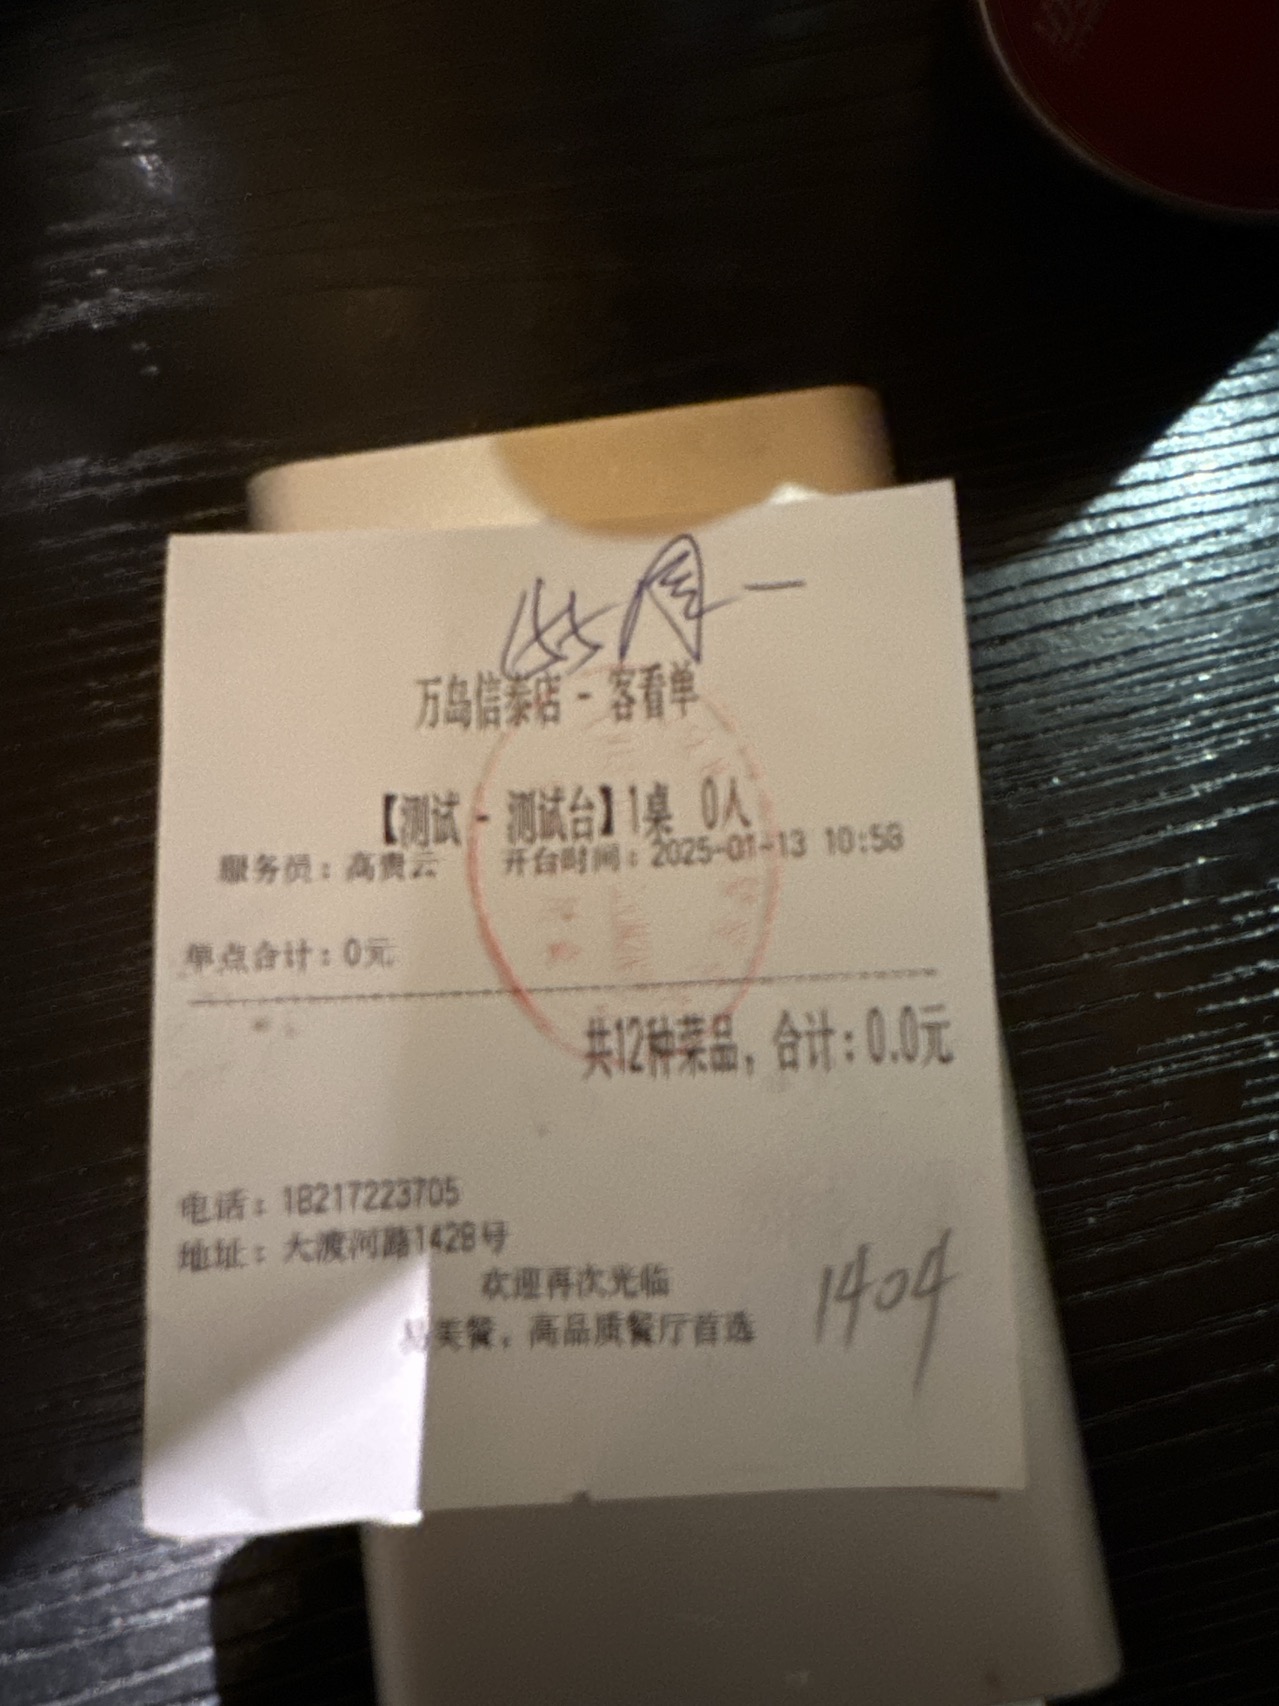 万岛信泰店 - 客看单
【测试 - 测试台】1桌 0人
服务员：高贵云 开台时间：2025-01-13 10:58
单点合计：0元
共12种菜品，合计：0.0元
电话：18217223705
地址：大渡河路1428号
欢迎再次光临
易美餐，高品质餐厅首选
1404